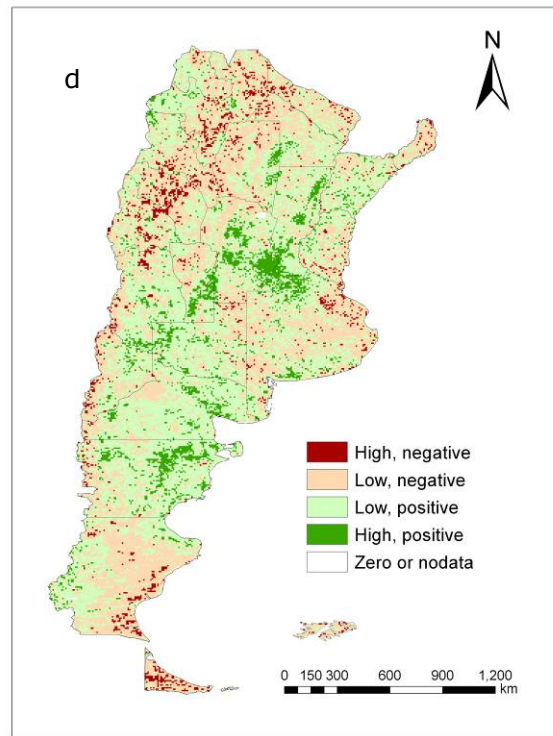 d
N
High, negative
Low, negative
Low, positive
High, positive
Zero or nodata
0 150 300 600 900 1,200
km